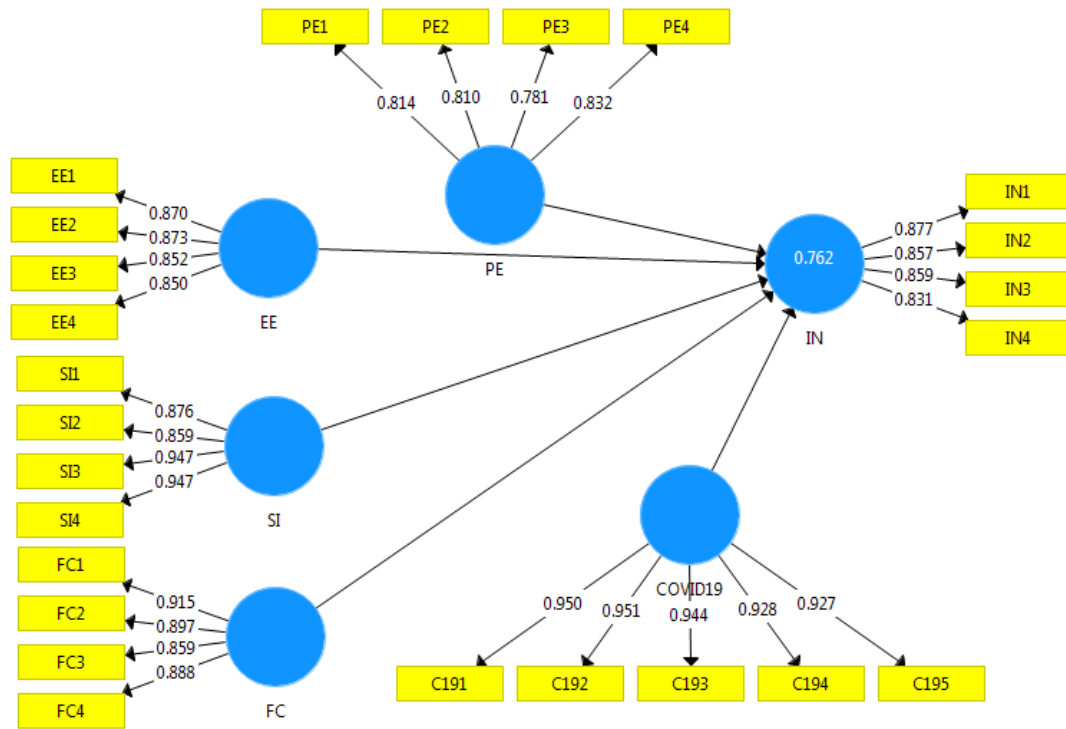 PE1 PE2 PE3 PE4
0.814 0.810 0.781 0.832
PE
EE1
EE2
EE3
EE4
0.870
0.873
0.852
0.850
EE
IN1
IN2
IN3
IN4
0.877
0.857
0.859
0.831
0.762
IN
SI1
SI2
SI3
SI4
0.876
0.859
0.947
0.947
SI
FC1
FC2
FC3
FC4
0.915
0.897
0.859
0.888
FC
COVID19
0.950 0.951 0.944 0.928 0.927
C191 C192 C193 C194 C195